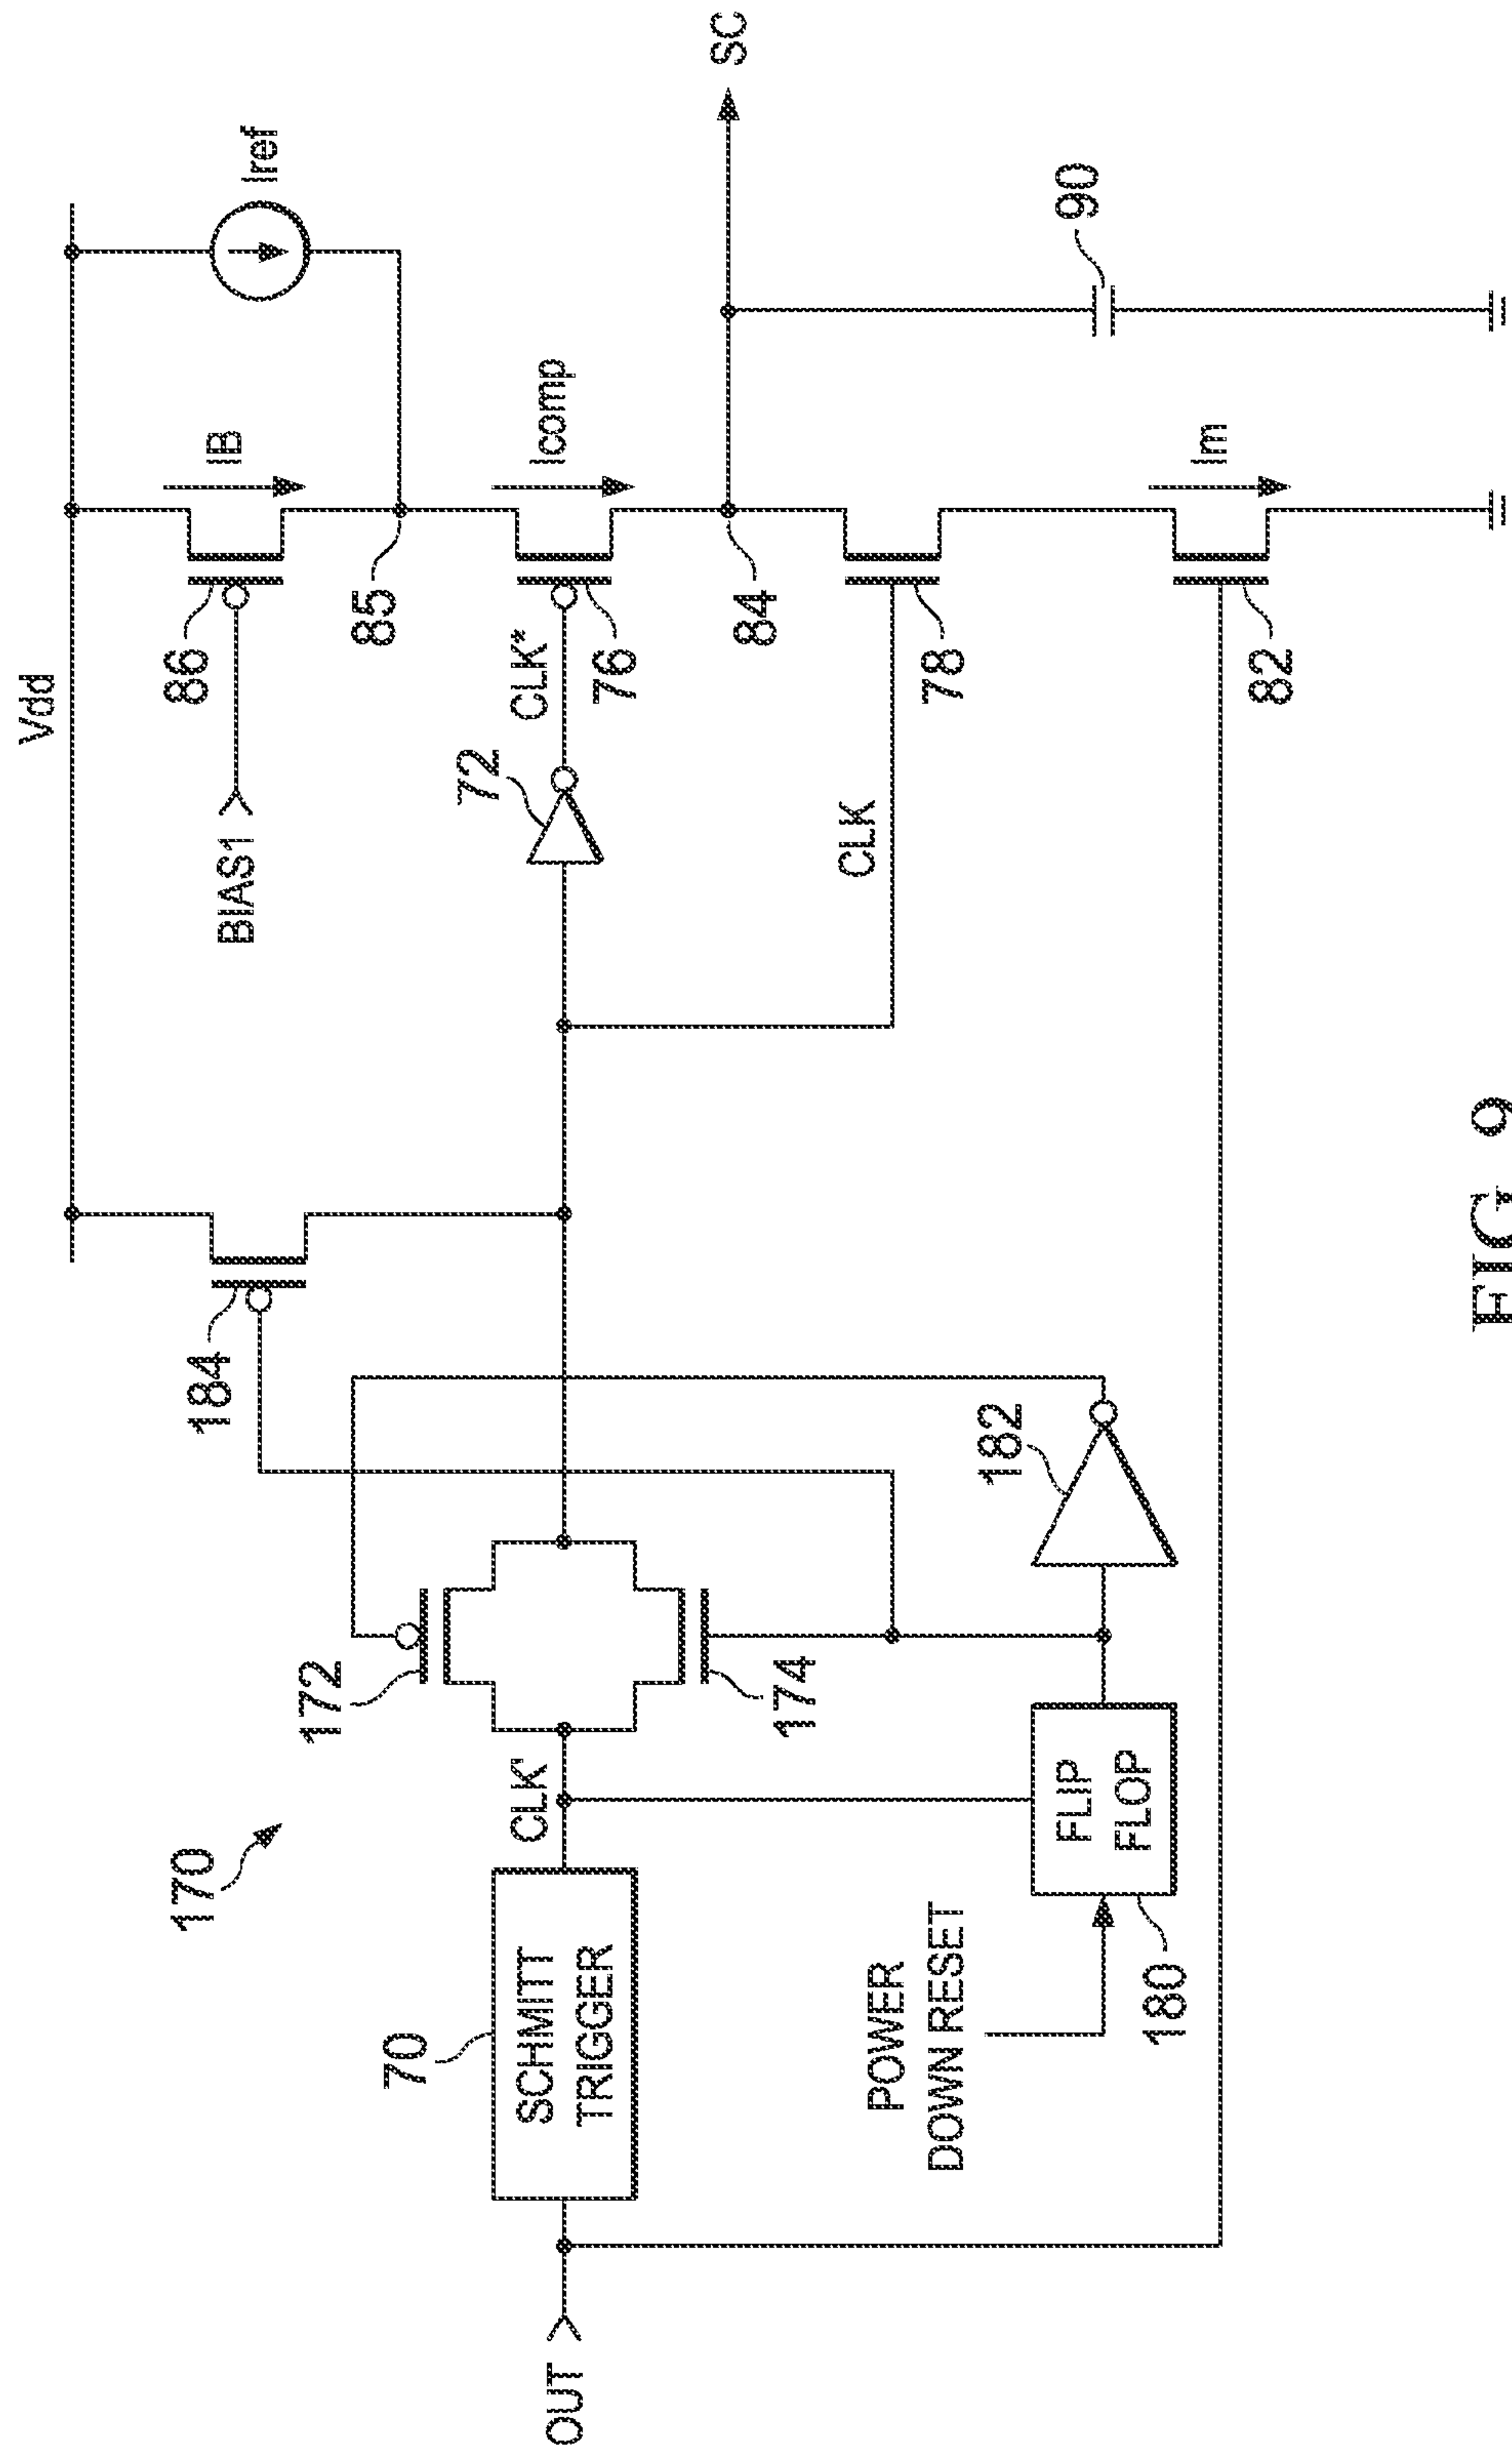 Vdd
BIAS1
86
IB
Iref
85
184
72
CLK*
76
Icomp
170
172
CLK'
70
SCHMITT
TRIGGER
OUT
84
SC
174
CLK
78
90
POWER
DOWN RESET
FLIP
FLOP
180
182
82
Im
FIG 9